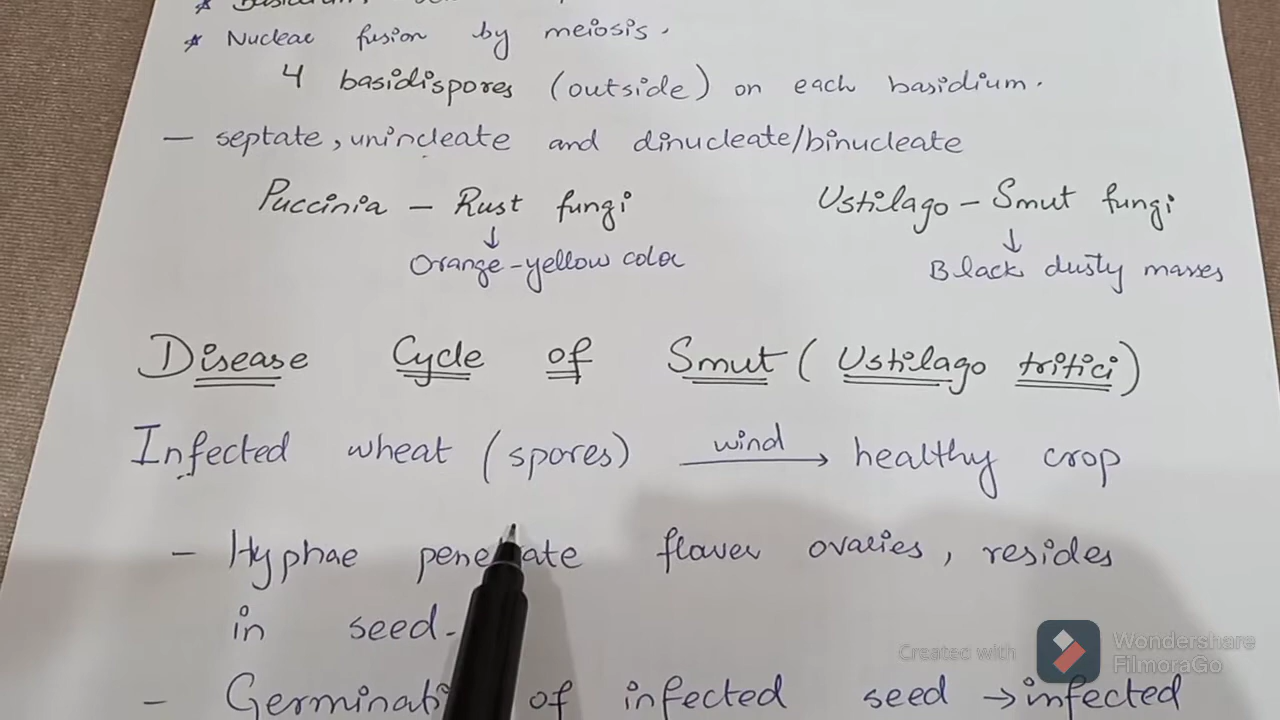 * Nuclear fusion by meiosis.
4 basidispores (outside) on each basidium.
– septate, unincleate and dinucleate/binucleate
Puccinia – Rust fungi Ustilago – Smut fungi
↓ ↓
Orange-yellow color Black dusty masses
Disease Cycle of Smut (Ustilago tritici)
Infected wheat (spores) wind → healthy crop
– Hyphae penetrate flower ovaries, resides
in seed.
– Germinati of infected seed → infected
Created with Wondershare FilmoraGo